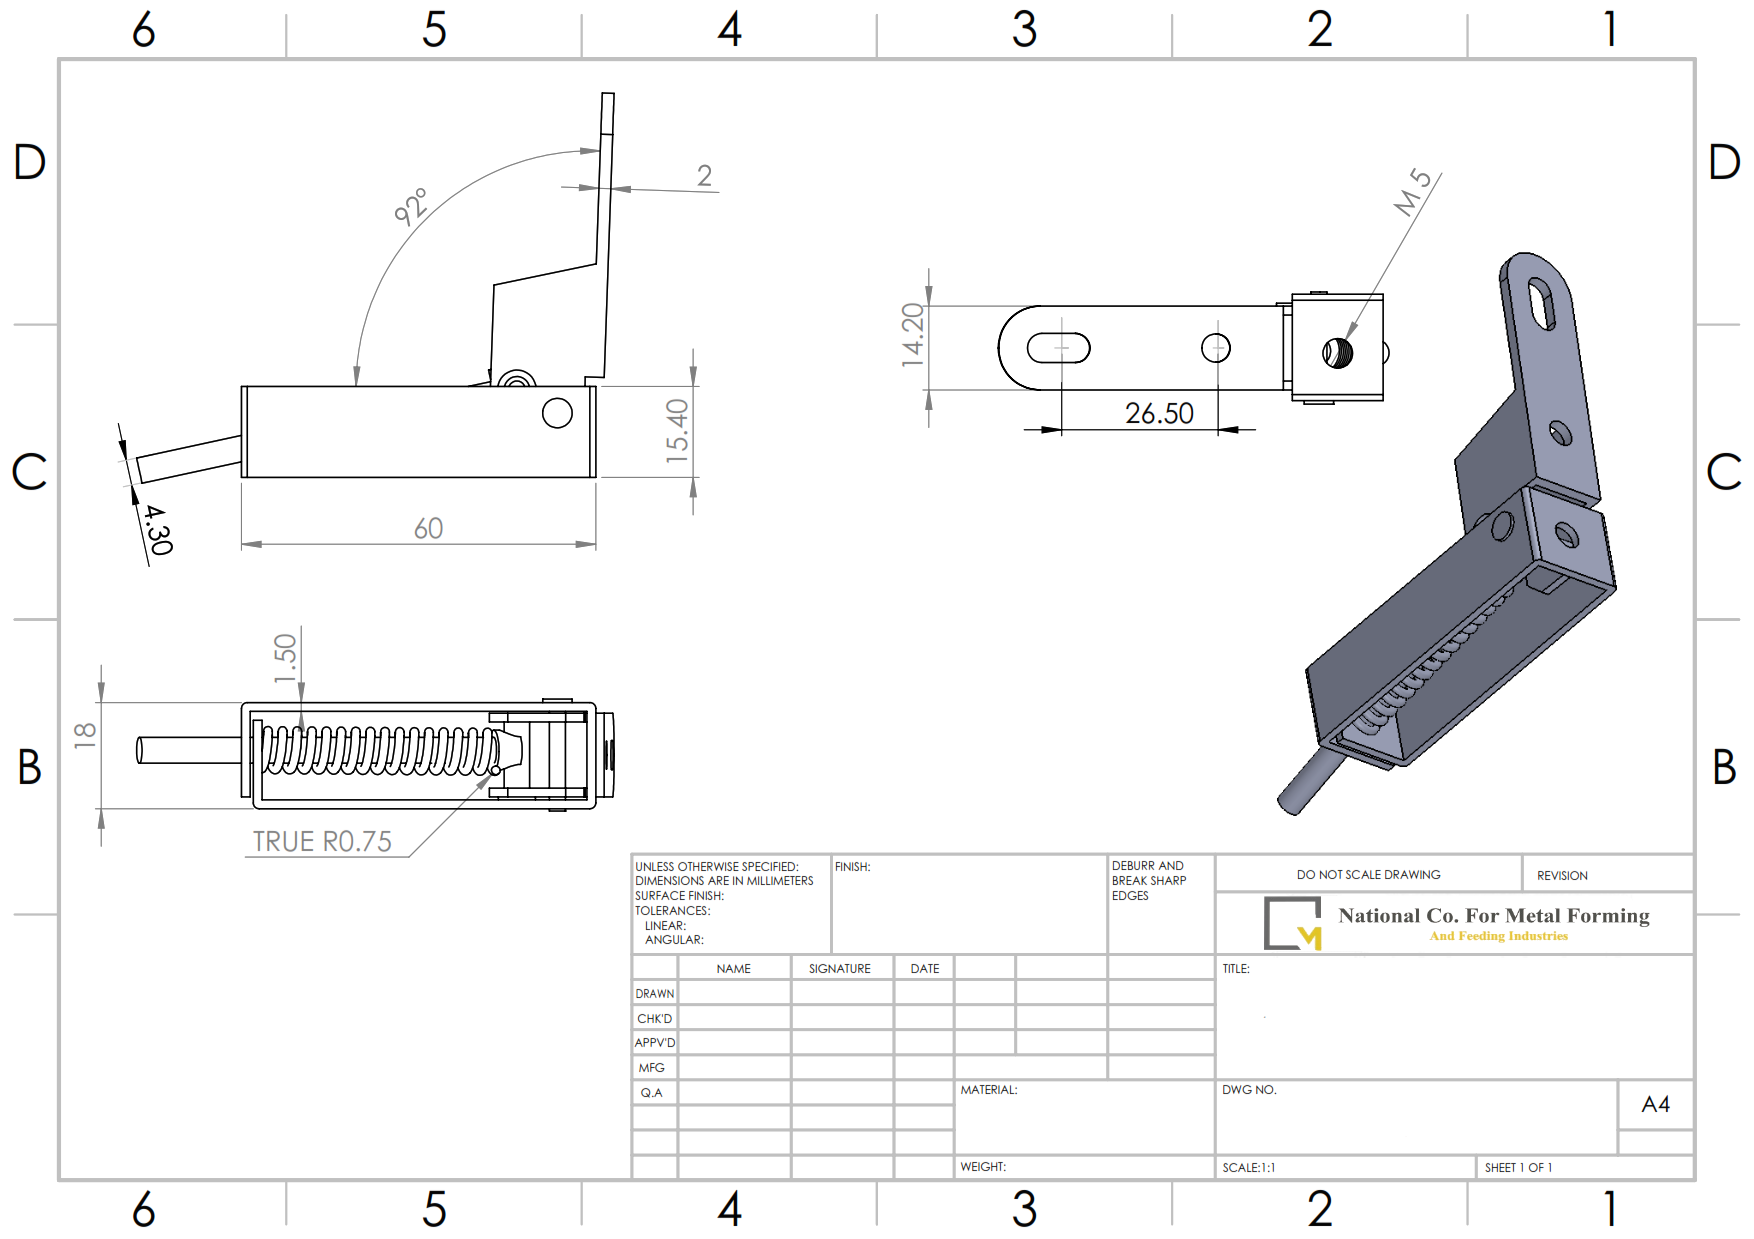 6 5 4 3 2 1
D D
92°
2
M 5
14.20
26.50
15.40
C C
4.30
60
1.50
18
B B
TRUE R0.75
UNLESS OTHERWISE SPECIFIED:
DIMENSIONS ARE IN MILLIMETERS
SURFACE FINISH:
TOLERANCES:
LINEAR:
ANGULAR:
FINISH:
DEBURR AND
BREAK SHARP
EDGES
DO NOT SCALE DRAWING
REVISION
National Co. For Metal Forming
And Feeding Industries
NAME SIGNATURE DATE
TITLE:
DRAWN
CHK'D
APPV'D
MFG
Q.A
MATERIAL:
DWG NO.
A4
WEIGHT:
SCALE:1:1
SHEET 1 OF 1
6 5 4 3 2 1